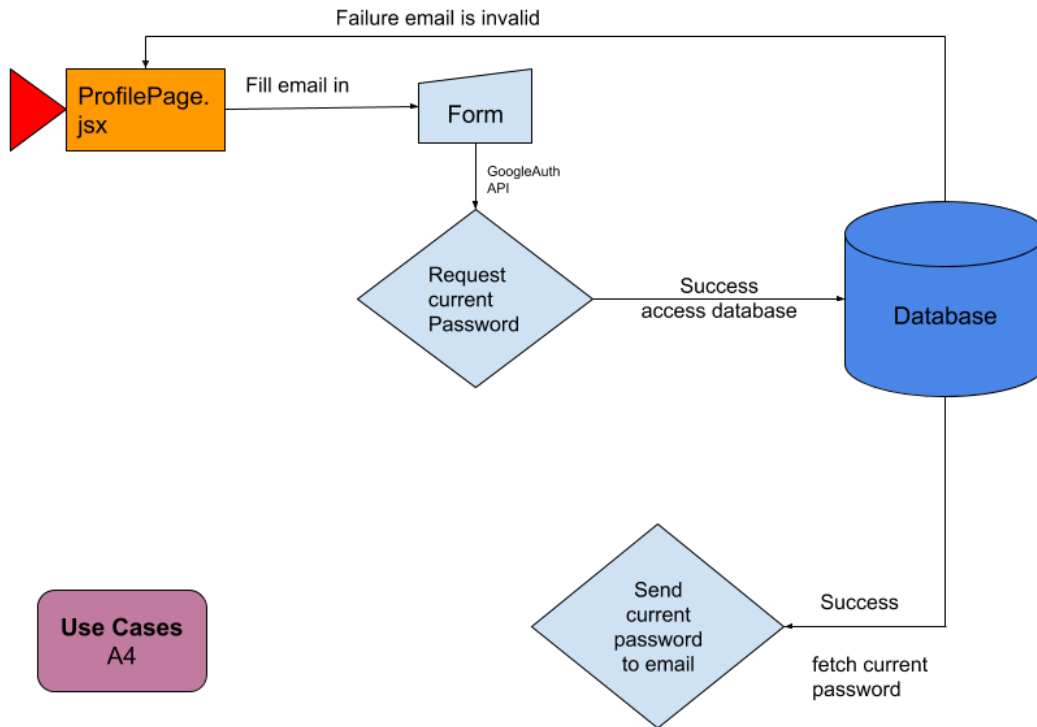 Failure email is invalid
ProfilePage.
jsx
Fill email in
Form
GoogleAuth
API
Request
current
Password
Success
access database
Database
Send
current
password
to email
Success
fetch current
password
Use Cases
A4